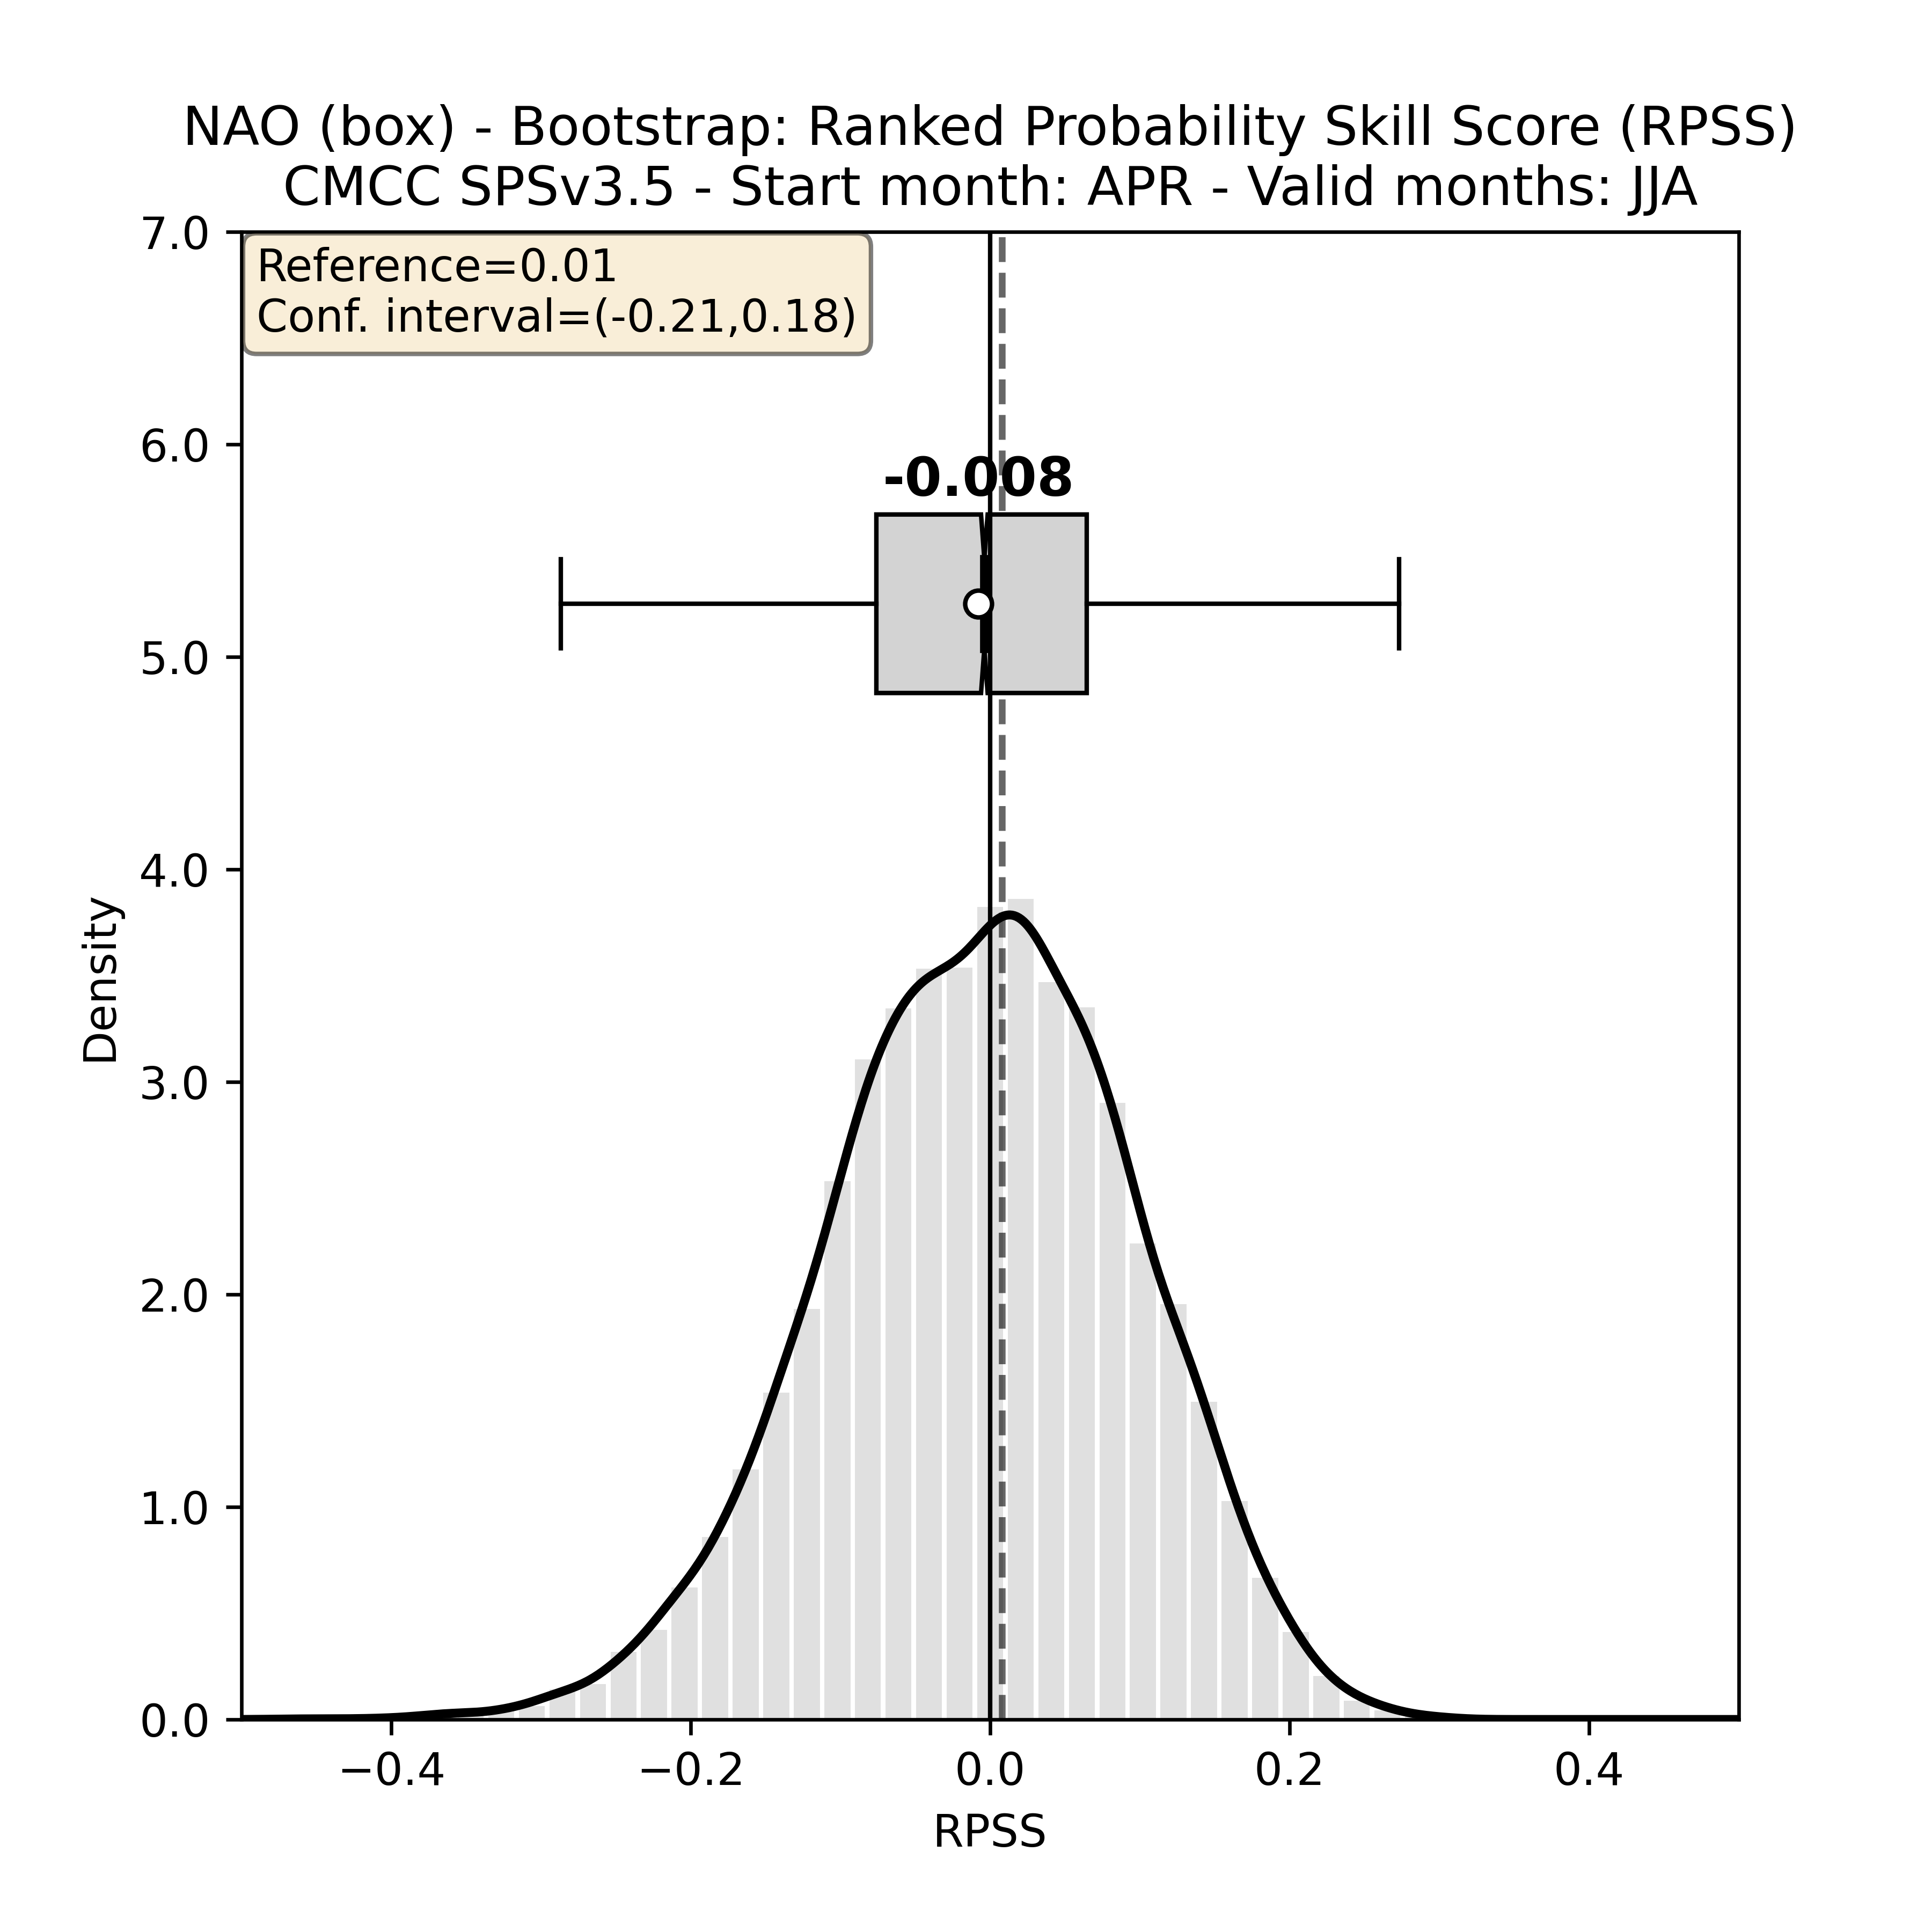 NAO (box) - Bootstrap: Ranked Probability Skill Score (RPSS)
CMCC SPSv3.5 - Start month: APR - Valid months: JJA
Reference=0.01
Conf. interval=(-0.21,0.18)
-0.008
7.0
6.0
5.0
4.0
3.0
2.0
1.0
0.0
Density
−0.4
−0.2
0.0
0.2
0.4
RPSS